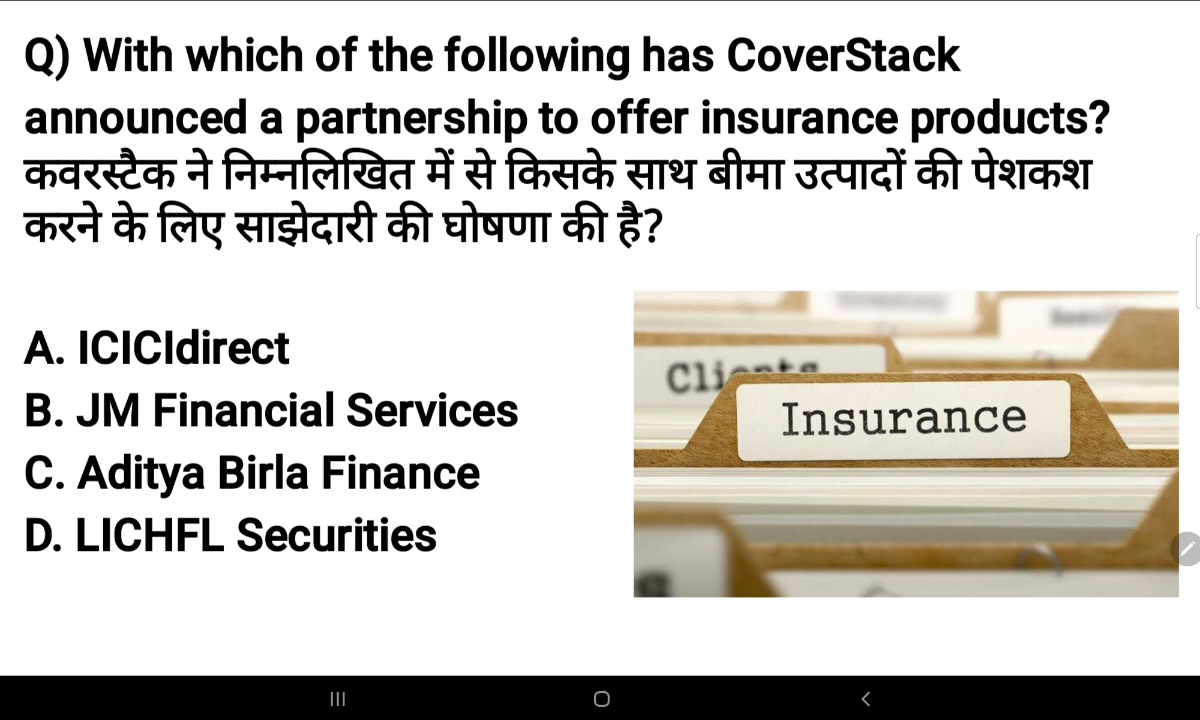 Q) With which of the following has CoverStack
announced a partnership to offer insurance products?
कवरस्टैक ने निम्नलिखित में से किसके साथ बीमा उत्पादों की पेशकश
करने के लिए साझेदारी की घोषणा की है?
A. ICICIdirect
B. JM Financial Services
C. Aditya Birla Finance
D. LICHFL Securities
Clients
Insurance